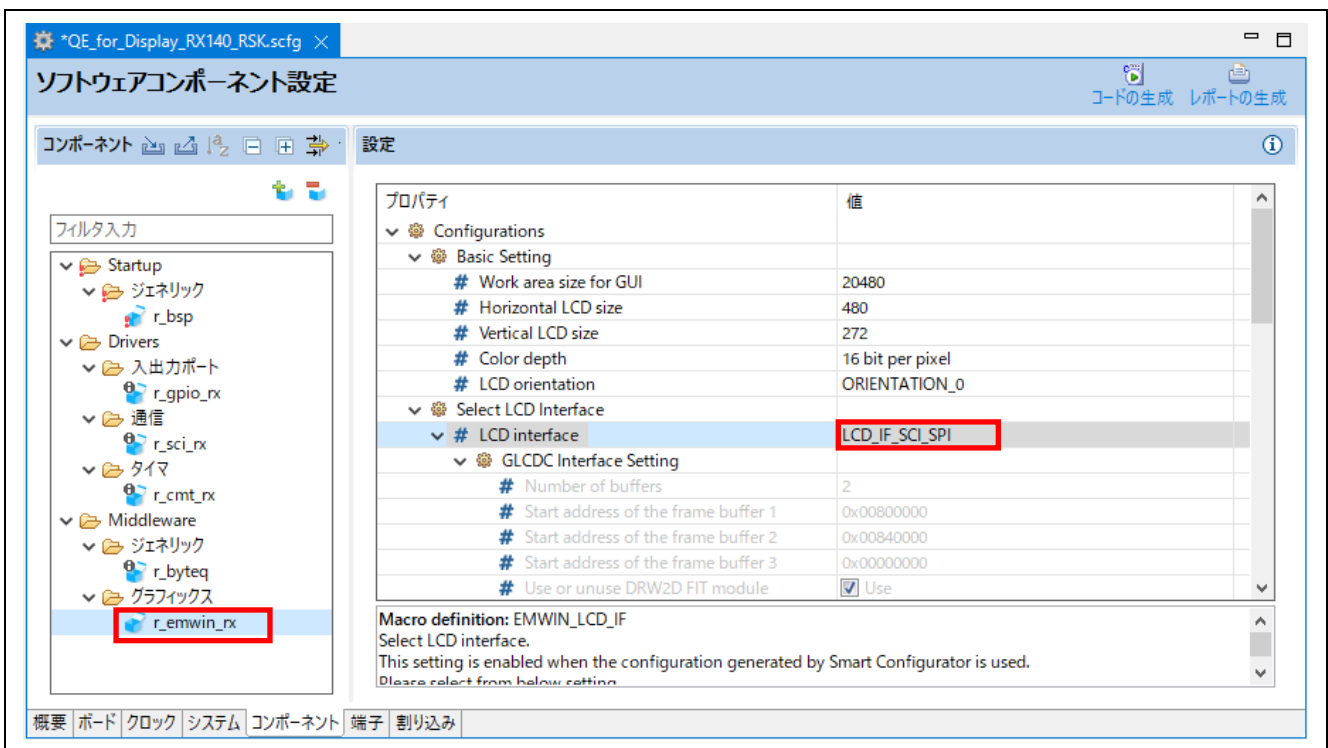 *QE_for_Display_RX140_RSK.scfg
ソフトウェアコンポーネント設定
コードの生成 レポートの生成
コンポーネント
フィルタ入力
Startup
ジェネリック
r_bsp
Drivers
入出力ポート
r_gpio_rx
通信
r_sci_rx
タイマ
r_cmt_rx
Middleware
ジェネリック
r_byteq
グラフィックス
r_emwin_rx
設定
プロパティ 値
Configurations
Basic Setting
# Work area size for GUI 20480
# Horizontal LCD size 480
# Vertical LCD size 272
# Color depth 16 bit per pixel
# LCD orientation ORIENTATION_0
Select LCD Interface
# LCD interface LCD_IF_SCI_SPI
GLCDC Interface Setting
# Number of buffers 2
# Start address of the frame buffer 1 0x00800000
# Start address of the frame buffer 2 0x00840000
# Start address of the frame buffer 3 0x00000000
# Use or unuse DRW2D FIT module Use
Macro definition: EMWIN_LCD_IF
Select LCD interface.
This setting is enabled when the configuration generated by Smart Configurator is used.
Please select from below setting
概要 ボード クロック システム コンポーネント 端子 割り込み